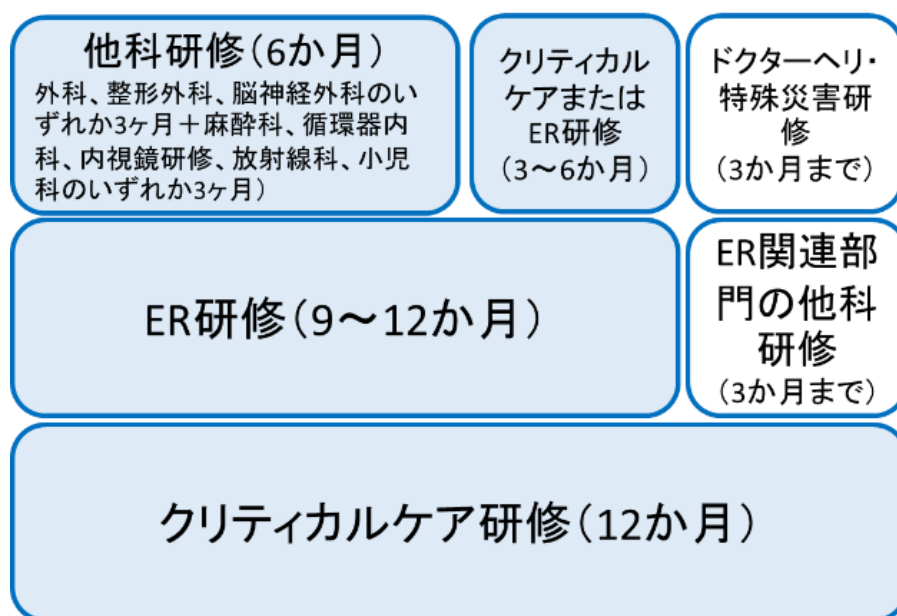 他科研修（6か月）
外科、整形外科、脳神経外科のい
ずれか3ヶ月＋麻酔科、循環器内
科、内視鏡研修、放射線科、小児
科のいずれか3ヶ月）
クリティカル
ケアまたは
ER研修
（3～6か月）
ドクターヘリ・
特殊災害研
修
（3か月まで）
ER研修（9～12か月）
ER関連部
門の他科
研修
（3か月まで）
クリティカルケア研修（12か月）